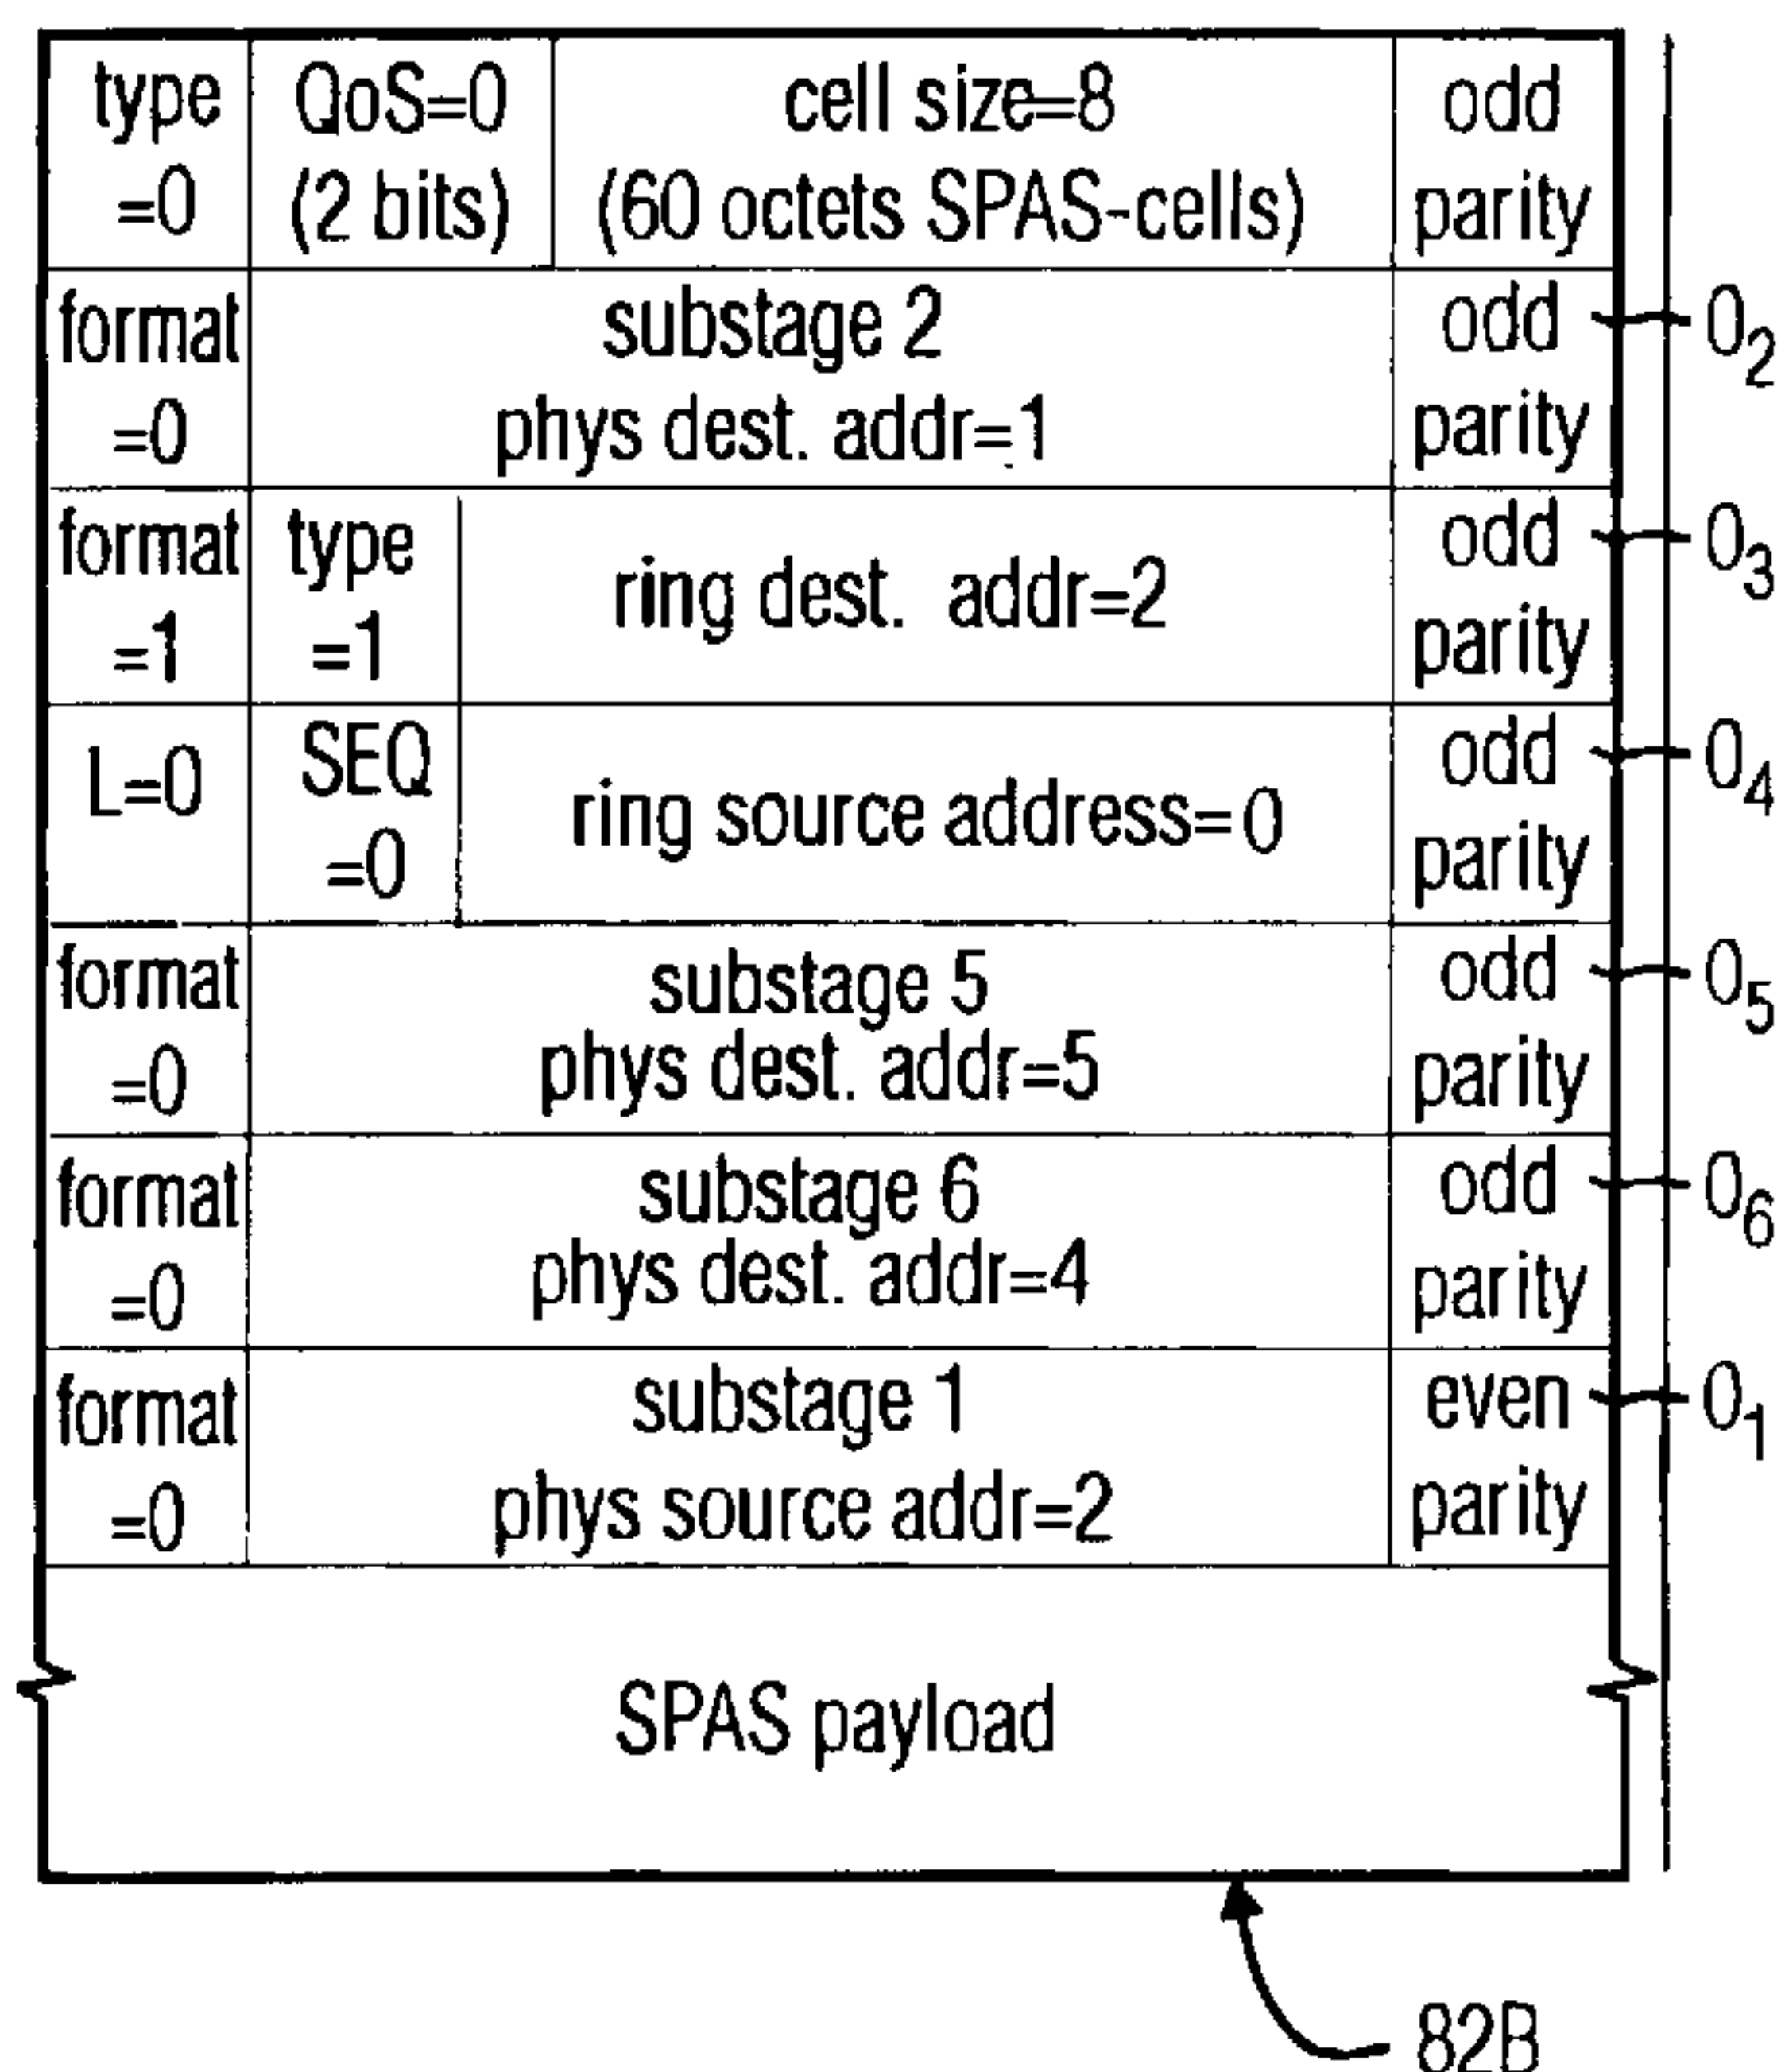 type QoS=0 cell size=8 odd
=0 (2 bits) (60 octets SPAS-cells) parity
format substage 2 odd O2
=0 phys dest. addr=1 parity
format type ring dest. addr=2 odd O3
=1 =1 parity
L=0 SEQ ring source address=0 odd O4
=0 parity
format substage 5 odd O5
=0 phys dest. addr=5 parity
format substage 6 odd O6
=0 phys dest. addr=4 parity
format substage 1 even O1
=0 phys source addr=2 parity
SPAS payload
82B